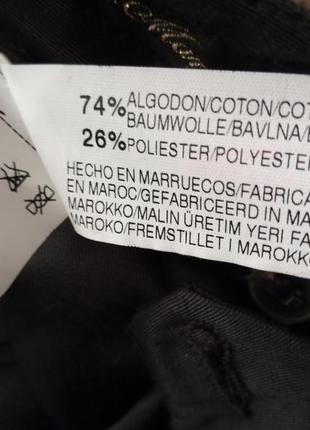 74% ALGODON/COTON/COT
BAUMWOLLE/BAVLNA/
26% POLIESTER/POLYESTER
HECHO EN MARRUECOS/FABRICA
EN MAROC/GEFABRICEERD IN MA
MAROKKO/MALIN ÜRETIM YERI FA
MAROKO/FREMSTILLET I MAROKKO